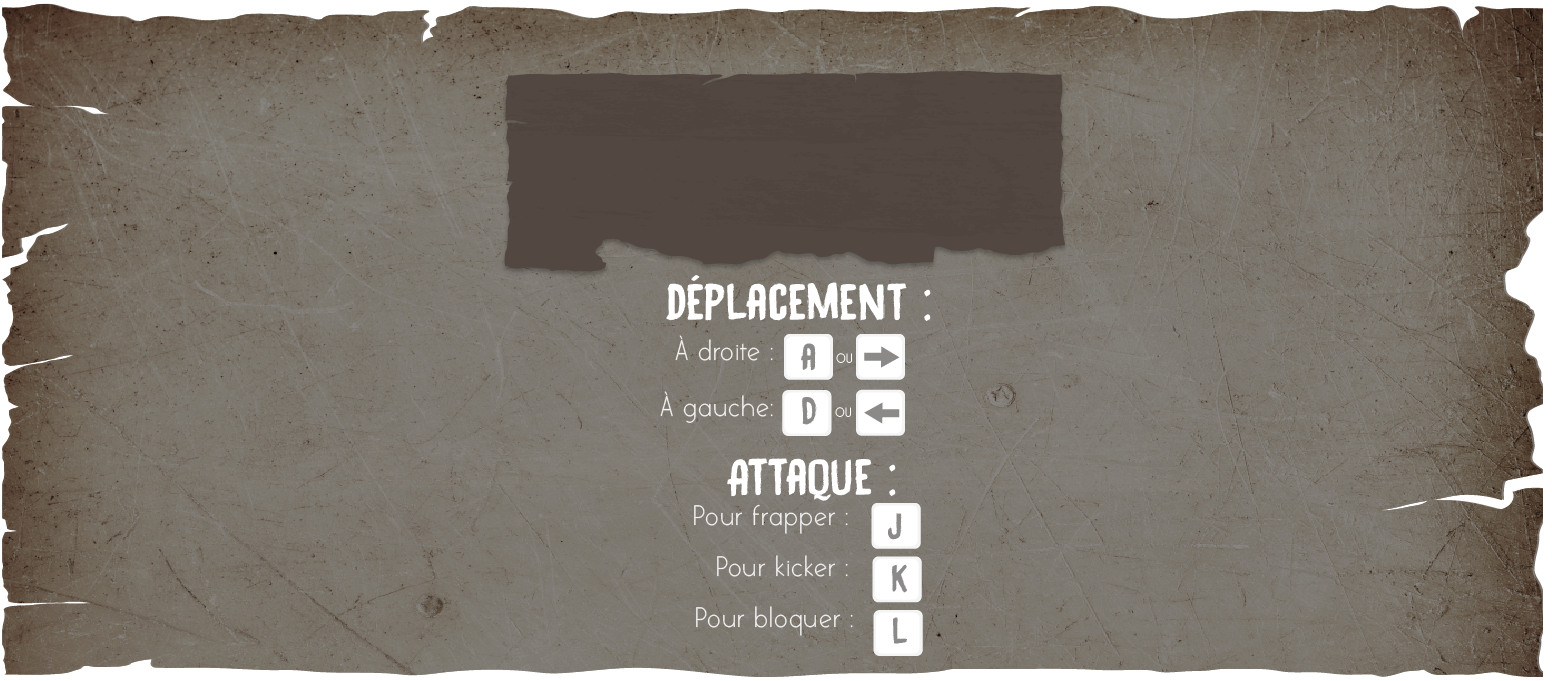 DÉPLACEMENT :
À droite : A ou →
À gauche: D ou ←
ATTAQUE :
Pour frapper : J
Pour kicker : K
Pour bloquer : L